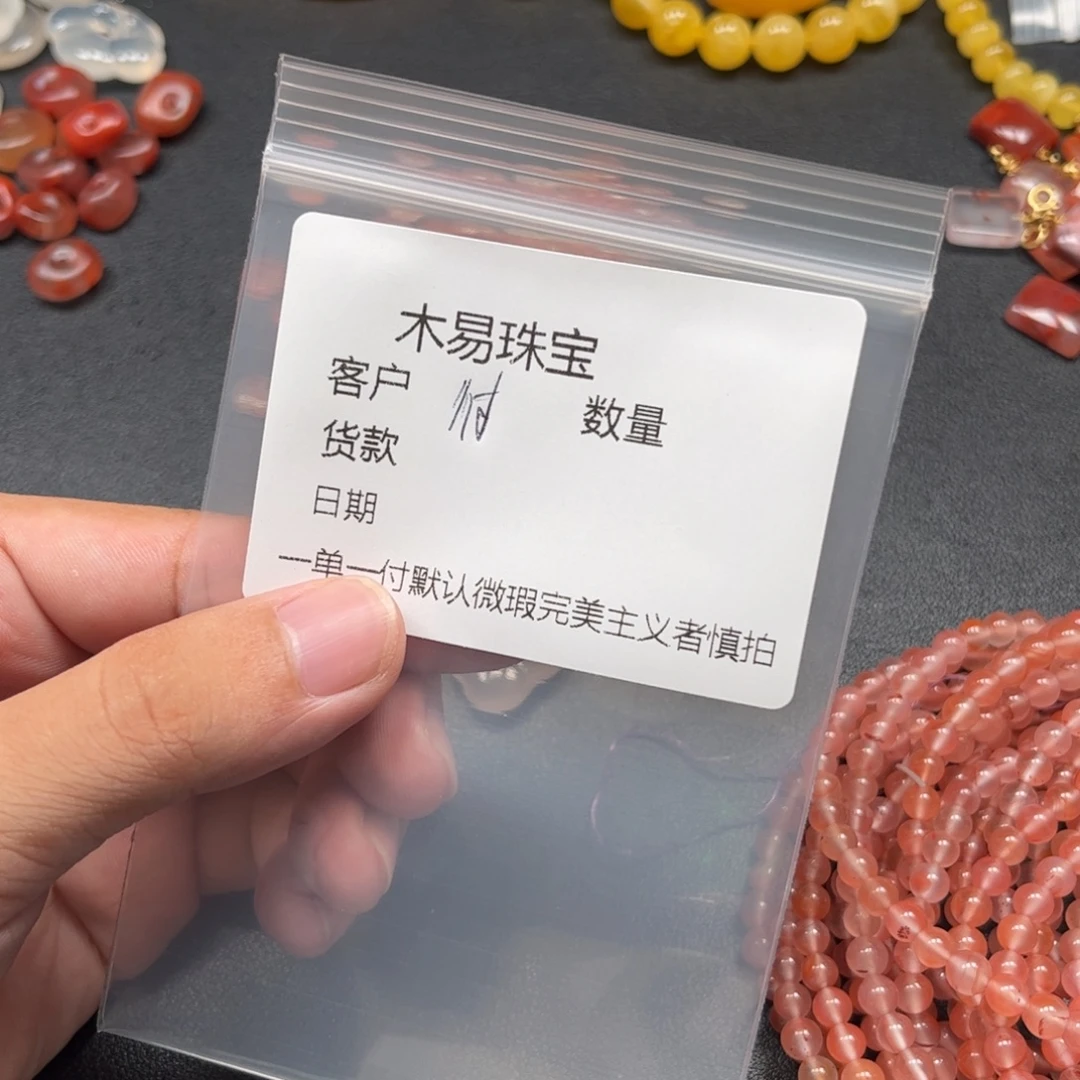 木易珠宝
客户 数量
货款
日期
一单一付默认微瑕完美主义者慎拍